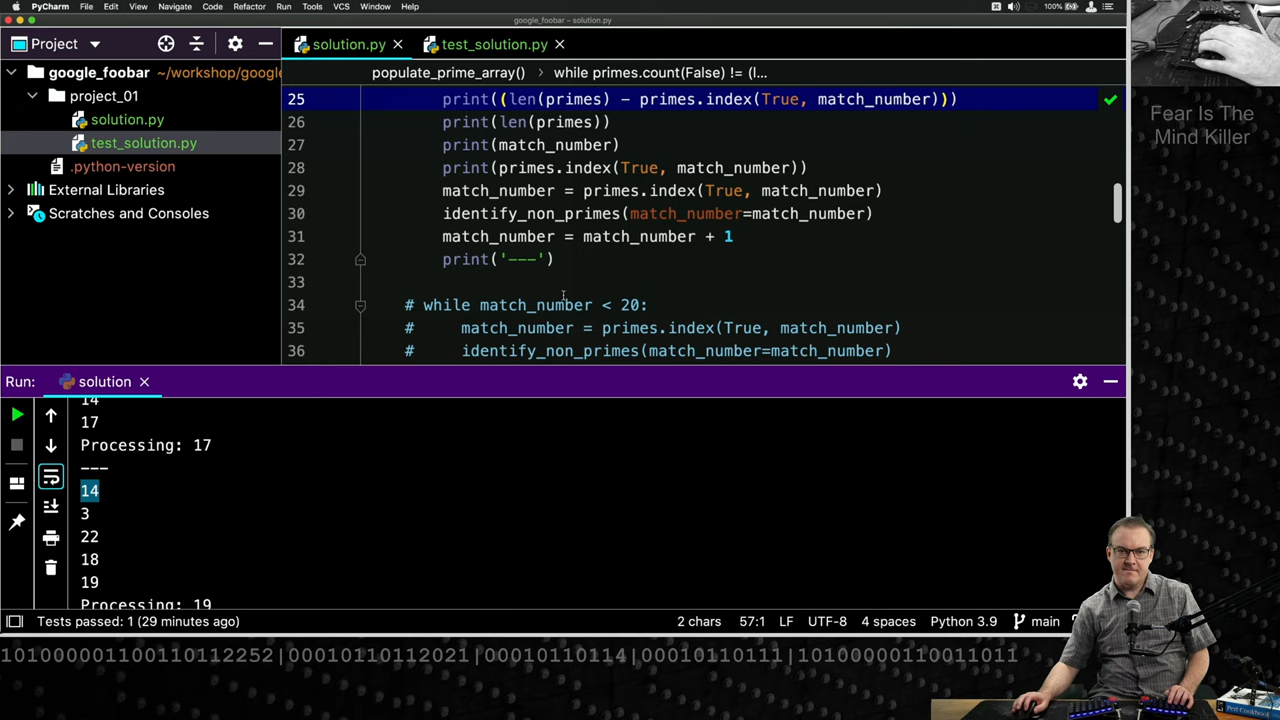 PyCharm File Edit View Navigate Code Refactor Run Tools VCS Window Help
100%
google_foobar – solution.py
Project
solution.py
test_solution.py
populate_prime_array()
while primes.count(False) != (l...
google_foobar ~/workshop/google
project_01
solution.py
test_solution.py
.python-version
External Libraries
Scratches and Consoles
25 print((len(primes) - primes.index(True, match_number)))
26 print(len(primes))
27 print(match_number)
28 print(primes.index(True, match_number))
29 match_number = primes.index(True, match_number)
30 identify_non_primes(match_number=match_number)
31 match_number = match_number + 1
32 print('---')
33
34 # while match_number < 20:
35 # match_number = primes.index(True, match_number)
36 # identify_non_primes(match_number=match_number)
Run: solution
14
17
Processing: 17
---
14
3
22
18
19
Processing: 19
Tests passed: 1 (29 minutes ago)
2 chars 57:1 LF UTF-8 4 spaces Python 3.9 main
Fear Is The
Mind Killer
10100000110011011225|00010110112021|00010110114|00010110111|1010000011001101
Perl Cookbook